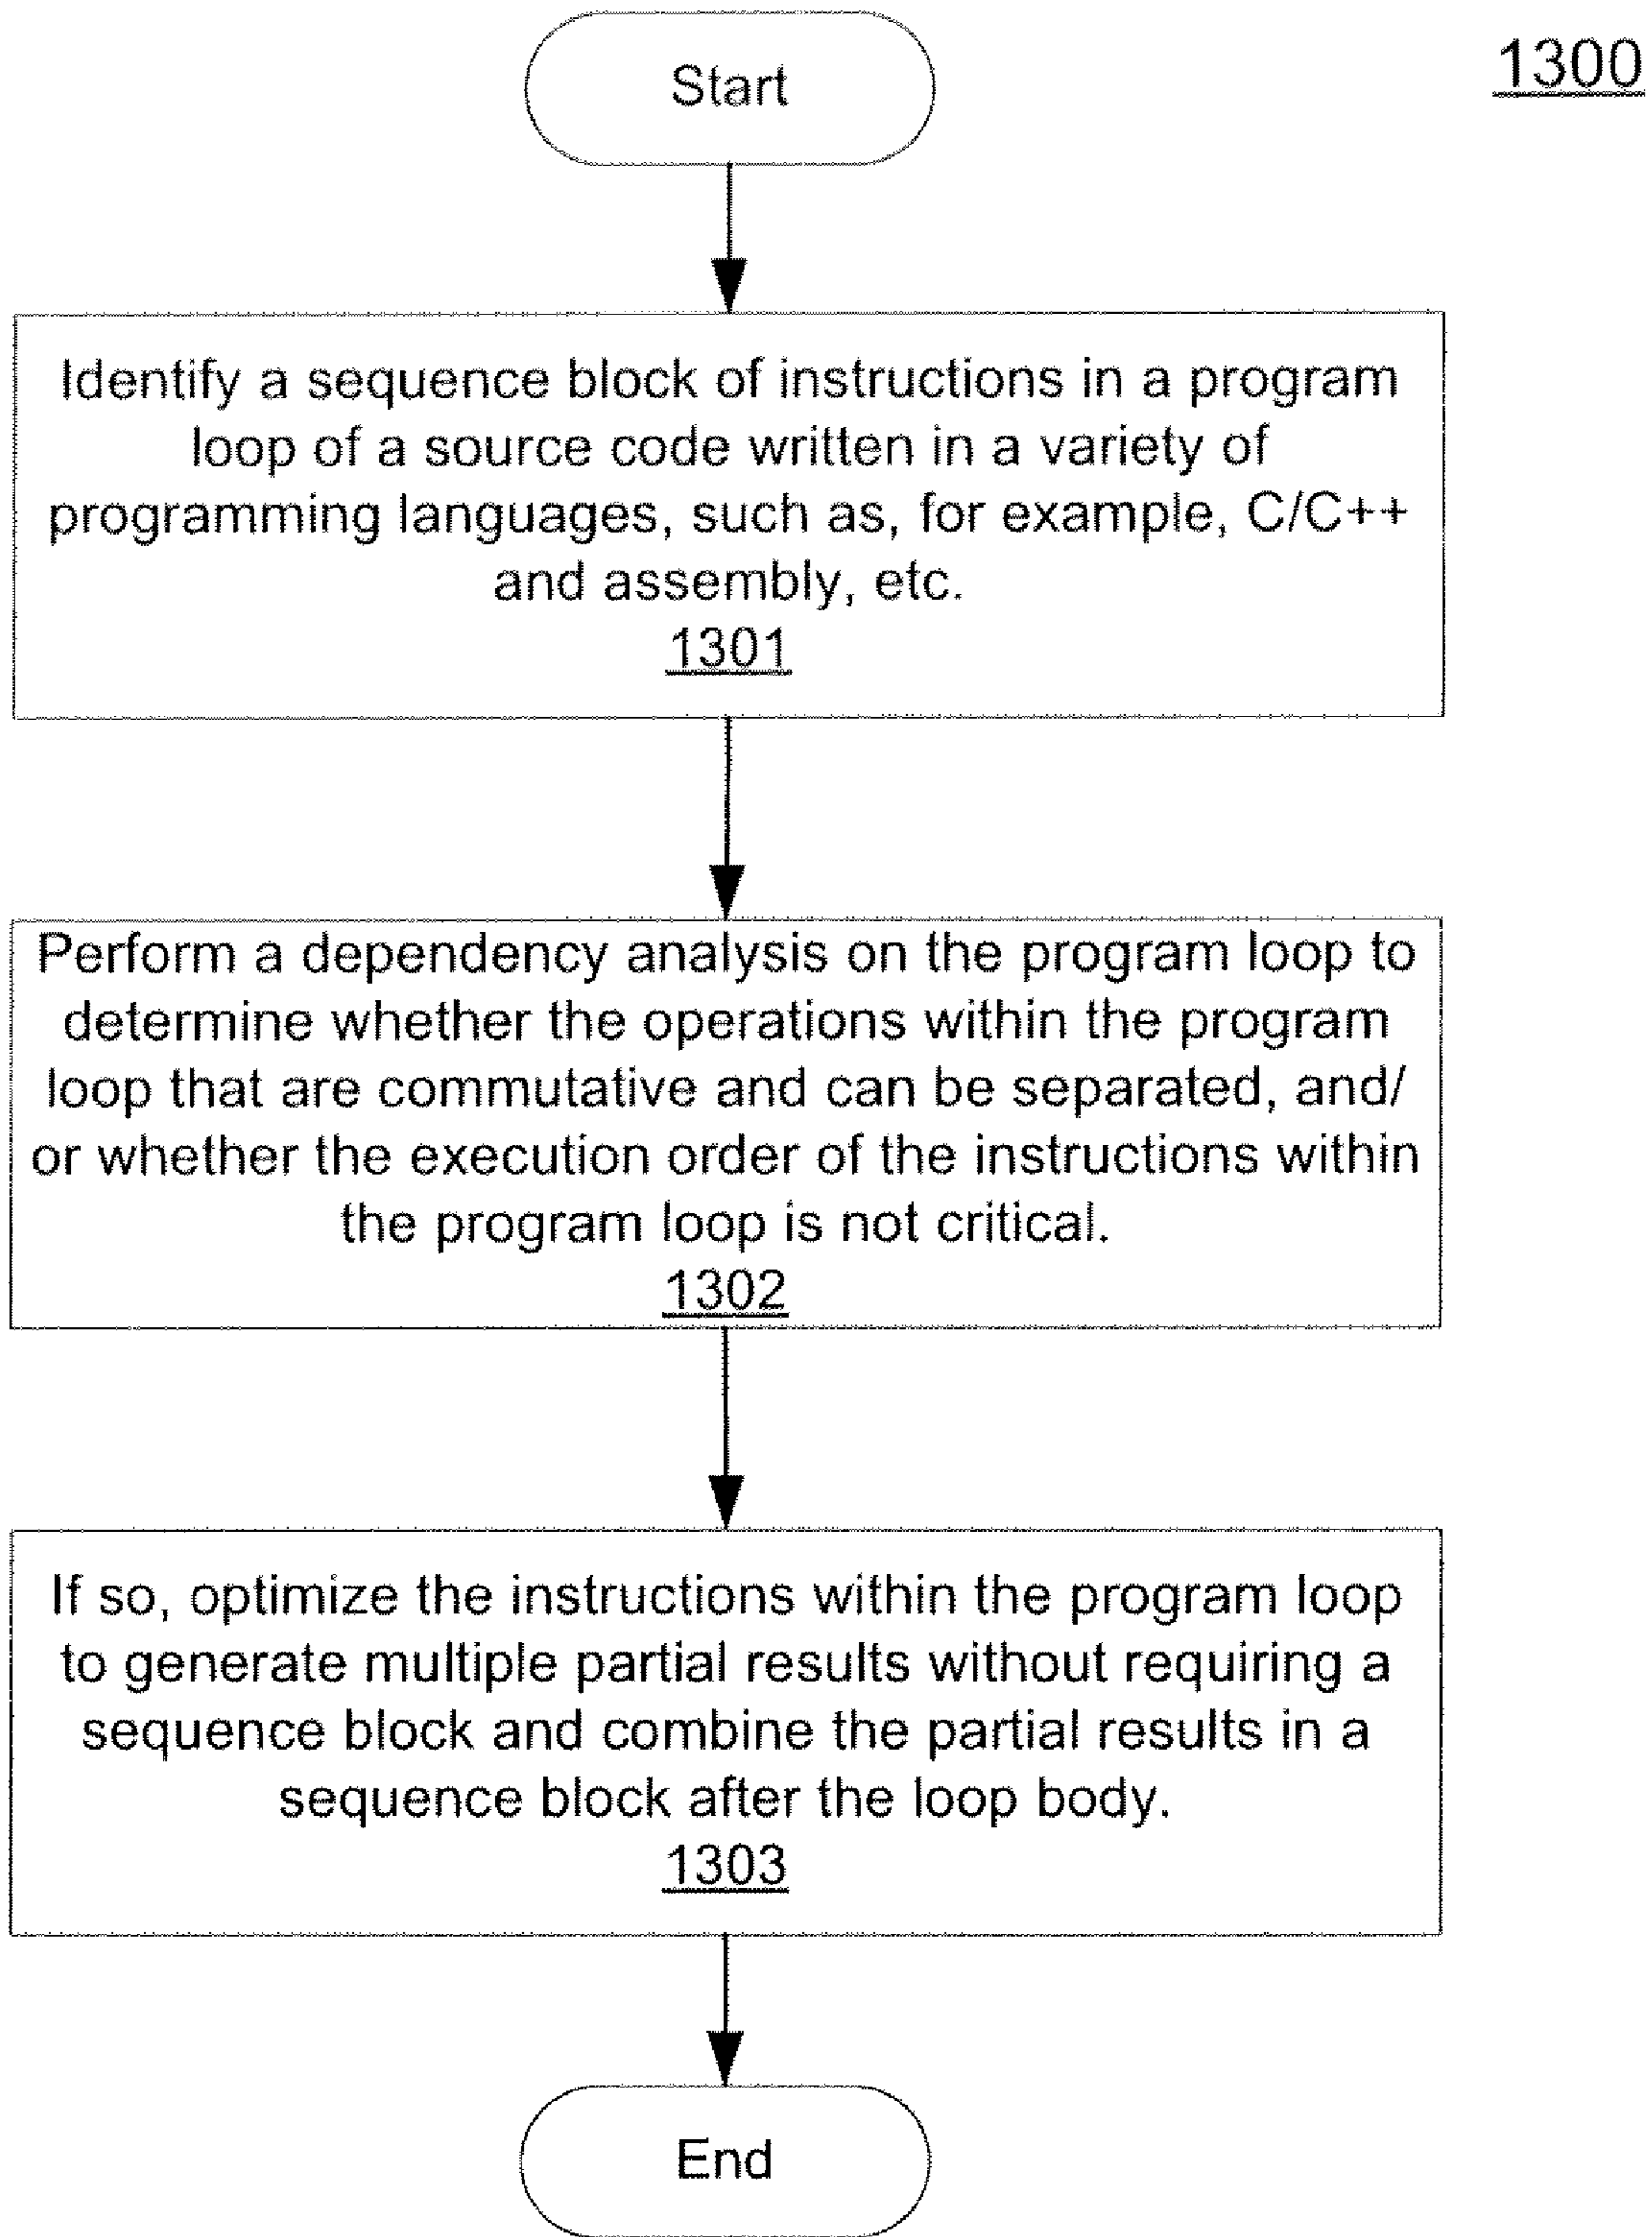 Start
1300
Identify a sequence block of instructions in a program
loop of a source code written in a variety of
programming languages, such as, for example, C/C++
and assembly, etc.
1301
Perform a dependency analysis on the program loop to
determine whether the operations within the program
loop that are commutative and can be separated, and/
or whether the execution order of the instructions within
the program loop is not critical.
1302
If so, optimize the instructions within the program loop
to generate multiple partial results without requiring a
sequence block and combine the partial results in a
sequence block after the loop body.
1303
End